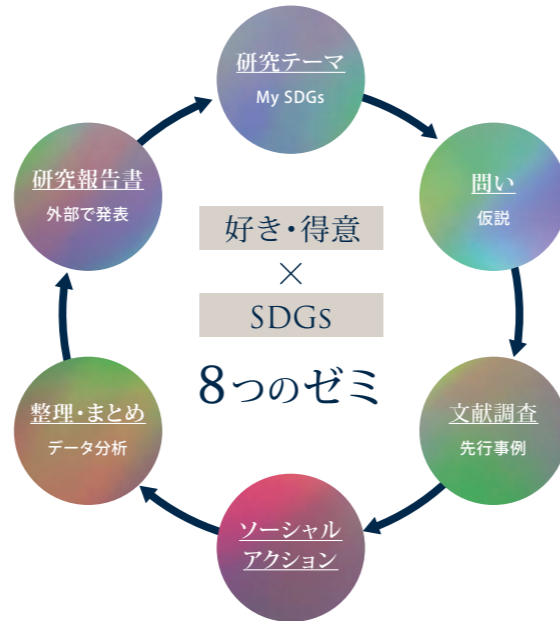 研究テーマ
My SDGs
問い
仮説
文献調査
先行事例
ソーシャル
アクション
整理・まとめ
データ分析
研究報告書
外部で発表
好き・得意
×
SDGs
8つのゼミ